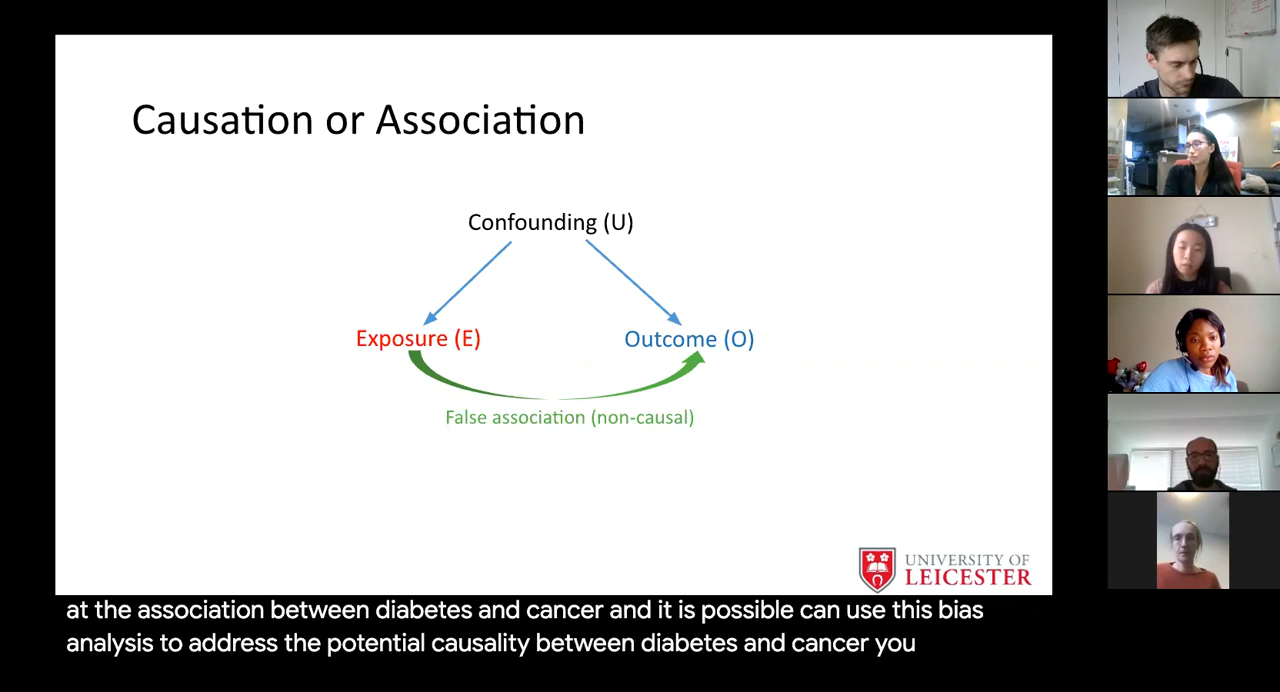 Causation or Association
Confounding (U)
Exposure (E)
Outcome (O)
False association (non-causal)
UNIVERSITY OF
LEICESTER
at the association between diabetes and cancer and it is possible can use this bias
analysis to address the potential causality between diabetes and cancer you